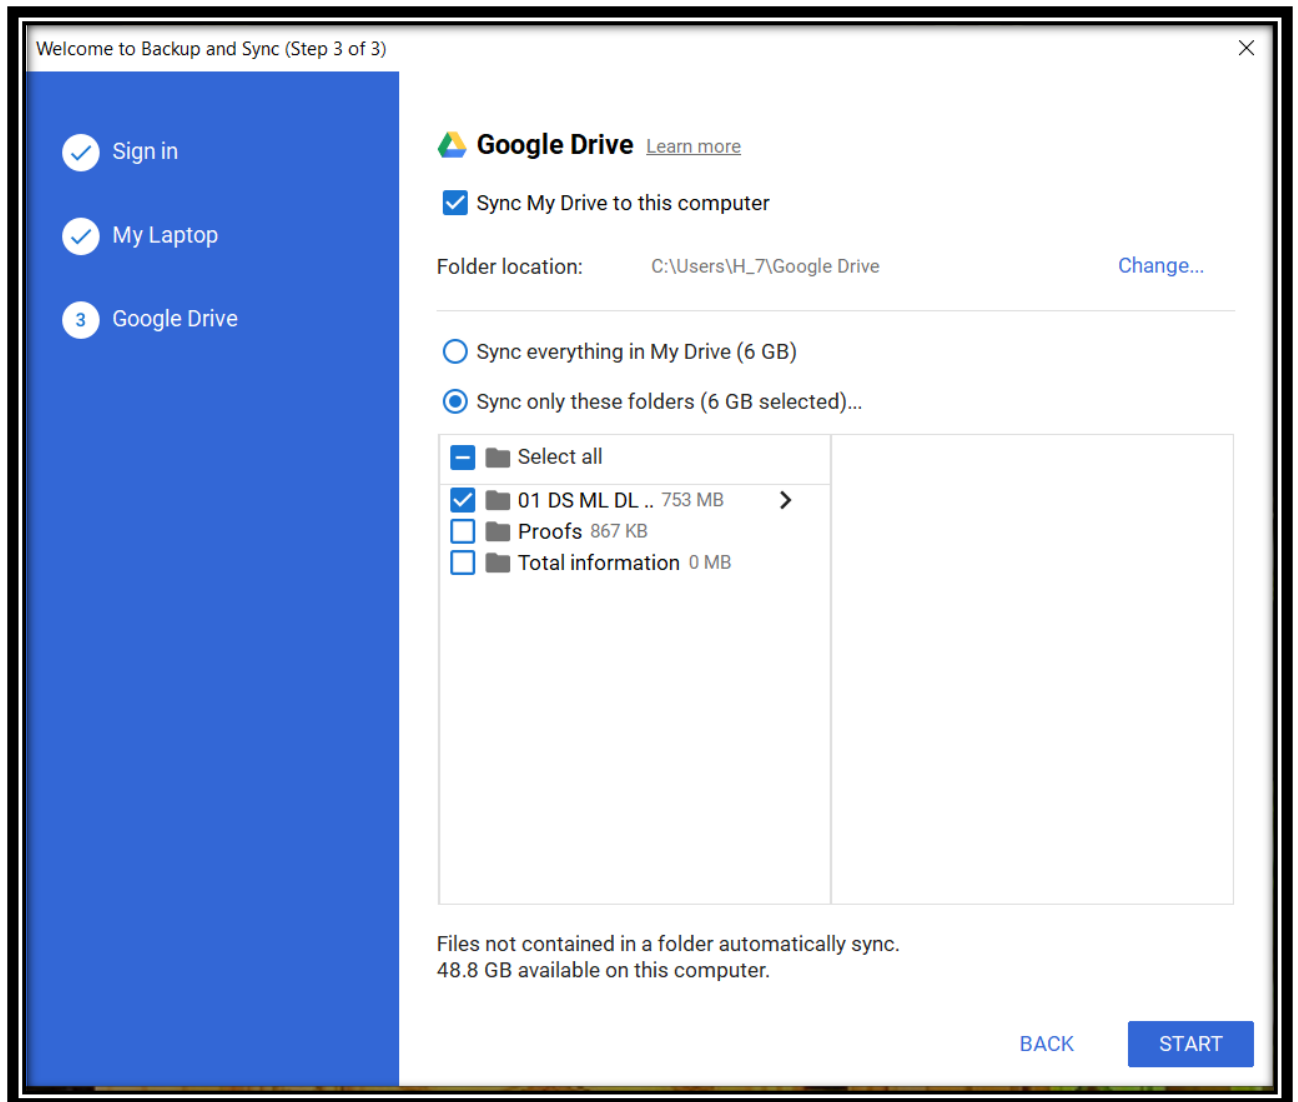 Welcome to Backup and Sync (Step 3 of 3)
Sign in
My Laptop
3 Google Drive
Google Drive Learn more
Sync My Drive to this computer
Folder location: C:\Users\H_7\Google Drive Change...
Sync everything in My Drive (6 GB)
Sync only these folders (6 GB selected)...
Select all
01 DS ML DL .. 753 MB
Proofs 867 KB
Total information 0 MB
Files not contained in a folder automatically sync.
48.8 GB available on this computer.
BACK START